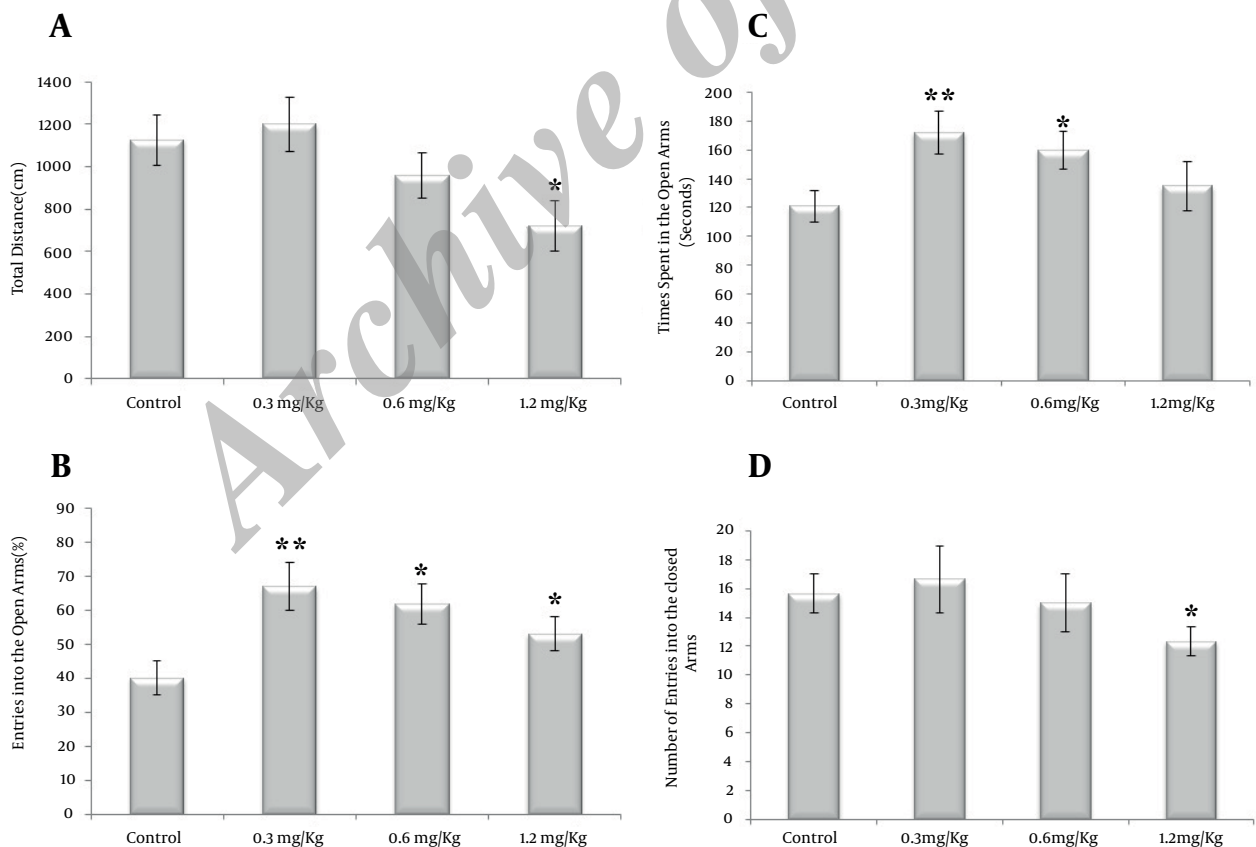 A
Total Distance(cm)
1400
1200
1000
800
600
400
200
0
*
Control
0.3 mg/Kg
0.6 mg/Kg
1.2 mg/Kg
C
Times Spent in the Open Arms
(Seconds)
200
180
160
140
120
100
80
60
40
20
0
**
*
Control
0.3mg/Kg
0.6mg/Kg
1.2mg/Kg
B
Entries into the Open Arms(%)
90
80
70
60
50
40
30
20
10
0
**
*
*
Control
0.3 mg/Kg
0.6 mg/Kg
1.2 mg/Kg
D
Number of Entries into the closed
Arms
20
18
16
14
12
10
8
6
4
2
0
*
Control
0.3mg/Kg
0.6mg/Kg
1.2mg/Kg
Archive of